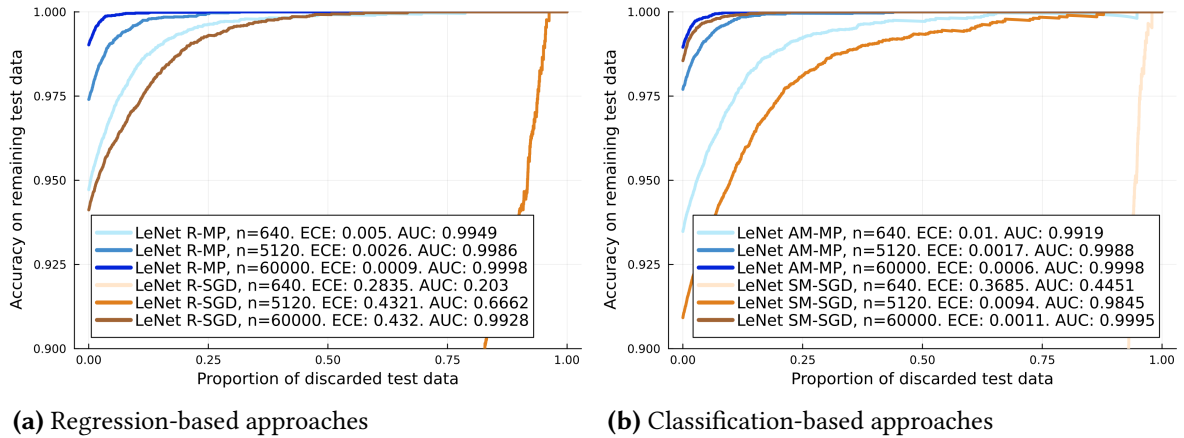 Accuracy on remaining test data
1.000
0.975
0.950
0.925
0.900
LeNet R-MP, n=640. ECE: 0.005. AUC: 0.9949
LeNet R-MP, n=5120. ECE: 0.0026. AUC: 0.9986
LeNet R-MP, n=60000. ECE: 0.0009. AUC: 0.9998
LeNet R-SGD, n=640. ECE: 0.2835. AUC: 0.203
LeNet R-SGD, n=5120. ECE: 0.4321. AUC: 0.6662
LeNet R-SGD, n=60000. ECE: 0.432. AUC: 0.9928
0.00 0.25 0.50 0.75 1.00
Proportion of discarded test data
(a) Regression-based approaches
Accuracy on remaining test data
1.000
0.975
0.950
0.925
0.900
LeNet AM-MP, n=640. ECE: 0.01. AUC: 0.9919
LeNet AM-MP, n=5120. ECE: 0.0017. AUC: 0.9988
LeNet AM-MP, n=60000. ECE: 0.0006. AUC: 0.9998
LeNet SM-SGD, n=640. ECE: 0.3685. AUC: 0.4451
LeNet SM-SGD, n=5120. ECE: 0.0094. AUC: 0.9845
LeNet SM-SGD, n=60000. ECE: 0.0011. AUC: 0.9995
0.00 0.25 0.50 0.75 1.00
Proportion of discarded test data
(b) Classification-based approaches